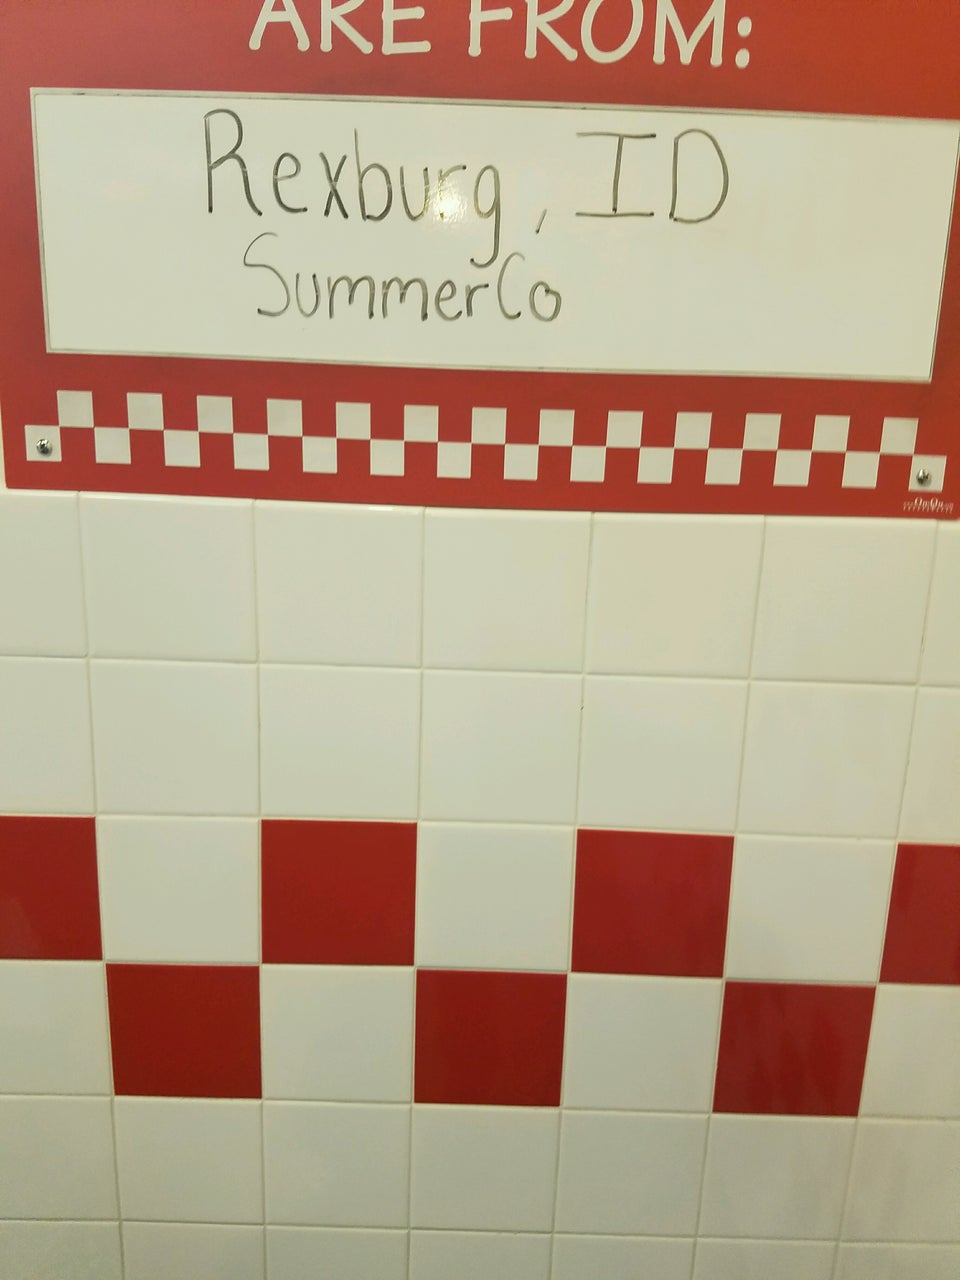 ARE FROM:
Rexburg, ID
SummerCo